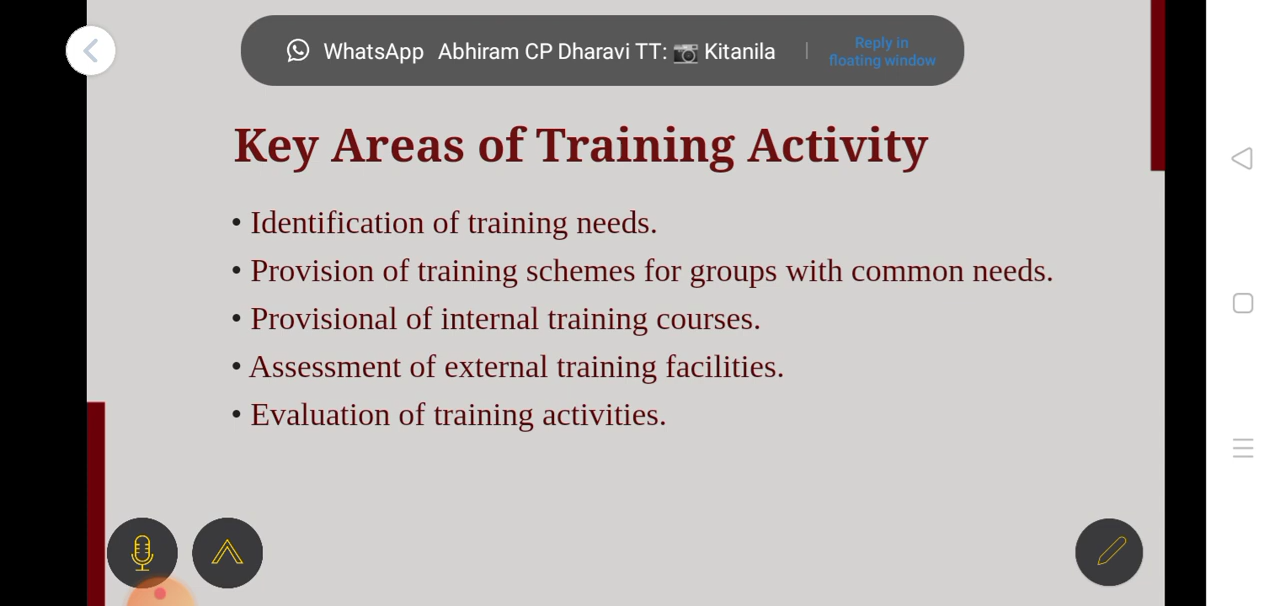 WhatsApp Abhiram CP Dharavi TT: 📷 Kitanila
Reply in
floating window
Key Areas of Training Activity
• Identification of training needs.
• Provision of training schemes for groups with common needs.
• Provisional of internal training courses.
• Assessment of external training facilities.
• Evaluation of training activities.